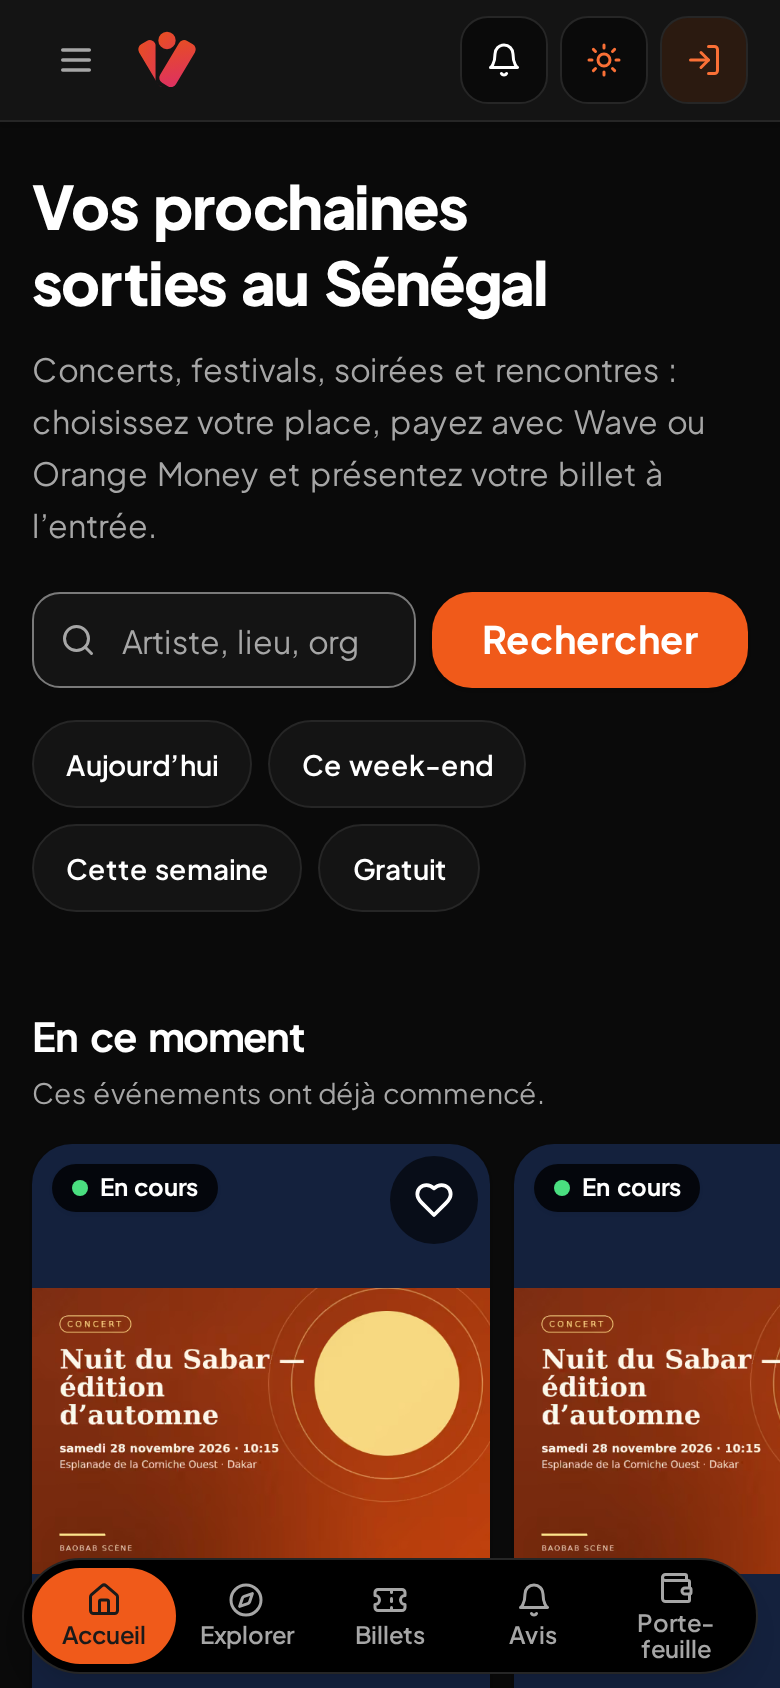 Vos prochaines
sorties au Sénégal
Concerts, festivals, soirées et rencontres :
choisissez votre place, payez avec Wave ou
Orange Money et présentez votre billet à
l’entrée.
Artiste, lieu, org
Rechercher
Aujourd’hui
Ce week-end
Cette semaine
Gratuit
En ce moment
Ces événements ont déjà commencé.
En cours
CONCERT
Nuit du Sabar —
édition
d’automne
samedi 28 novembre 2026 · 10:15
Esplanade de la Corniche Ouest · Dakar
BAOBAB SCÈNE
En cours
CONCERT
Nuit du Sabar —
édition
d’automne
samedi 28 novembre 2026 · 10:15
Esplanade de la Corniche Ouest · Dakar
BAOBAB SCÈNE
Accueil
Explorer
Billets
Avis
Porte-
feuille